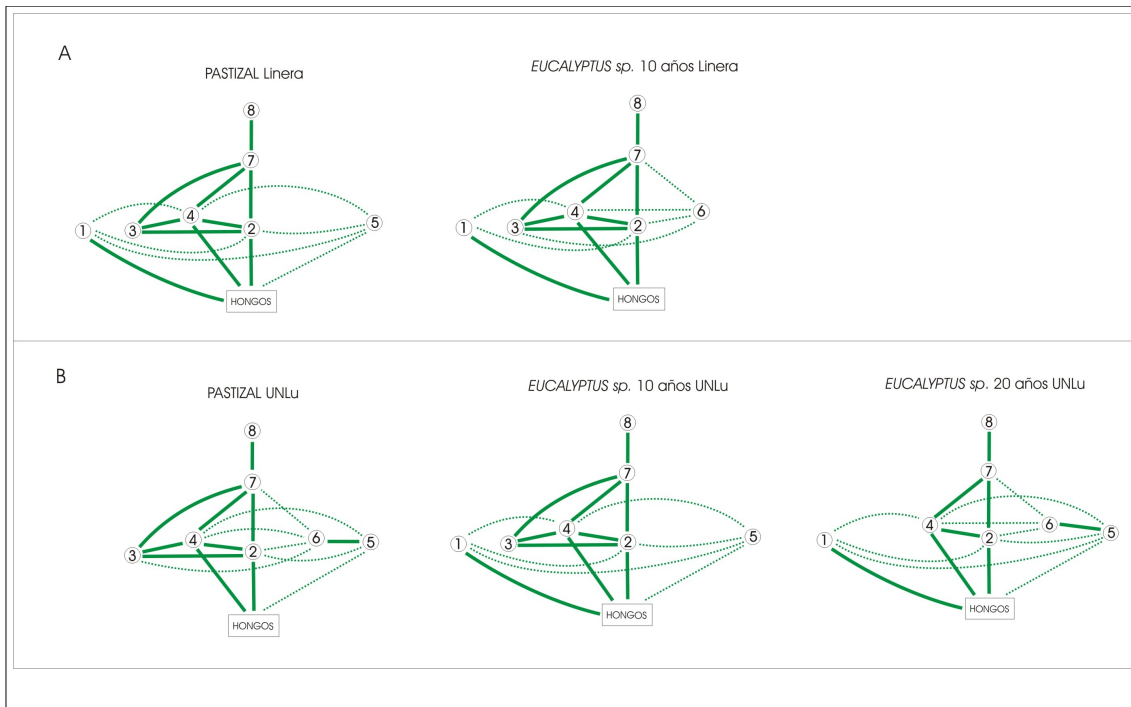 A
PASTIZAL Linera
8
7
4
1
3
2
5
HONGOS
EUCALYPTUS sp. 10 años Linera
8
7
4
6
1
3
2
HONGOS
B
PASTIZAL UNLu
8
7
4
6
5
3
2
HONGOS
EUCALYPTUS sp. 10 años UNLu
8
7
4
5
1
3
2
HONGOS
EUCALYPTUS sp. 20 años UNLu
8
7
4
6
5
1
2
HONGOS